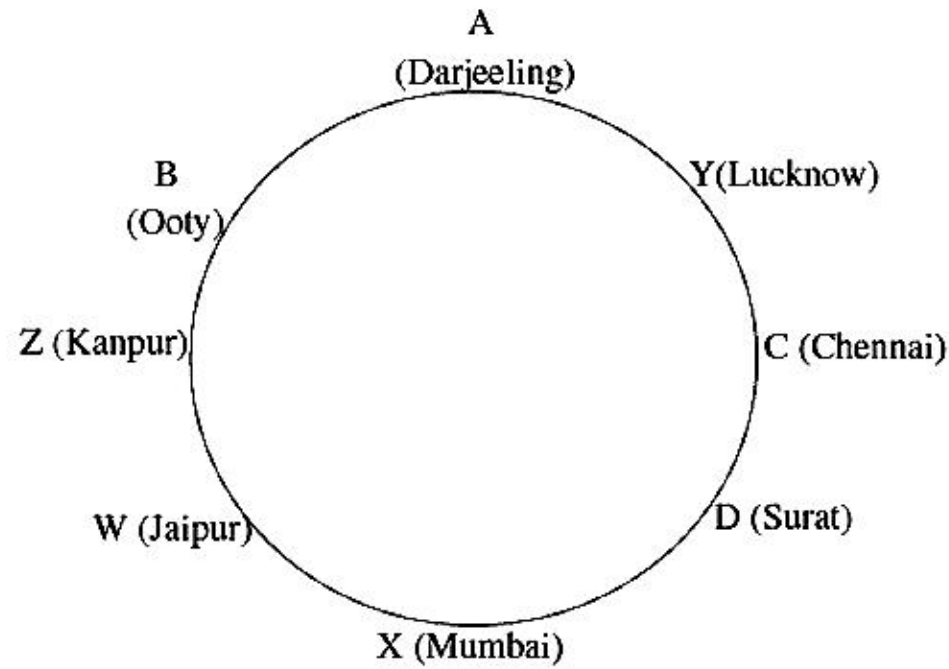 A
(Darjeeling)
B
(Ooty)
Y(Lucknow)
Z (Kanpur)
C (Chennai)
W (Jaipur)
D (Surat)
X (Mumbai)